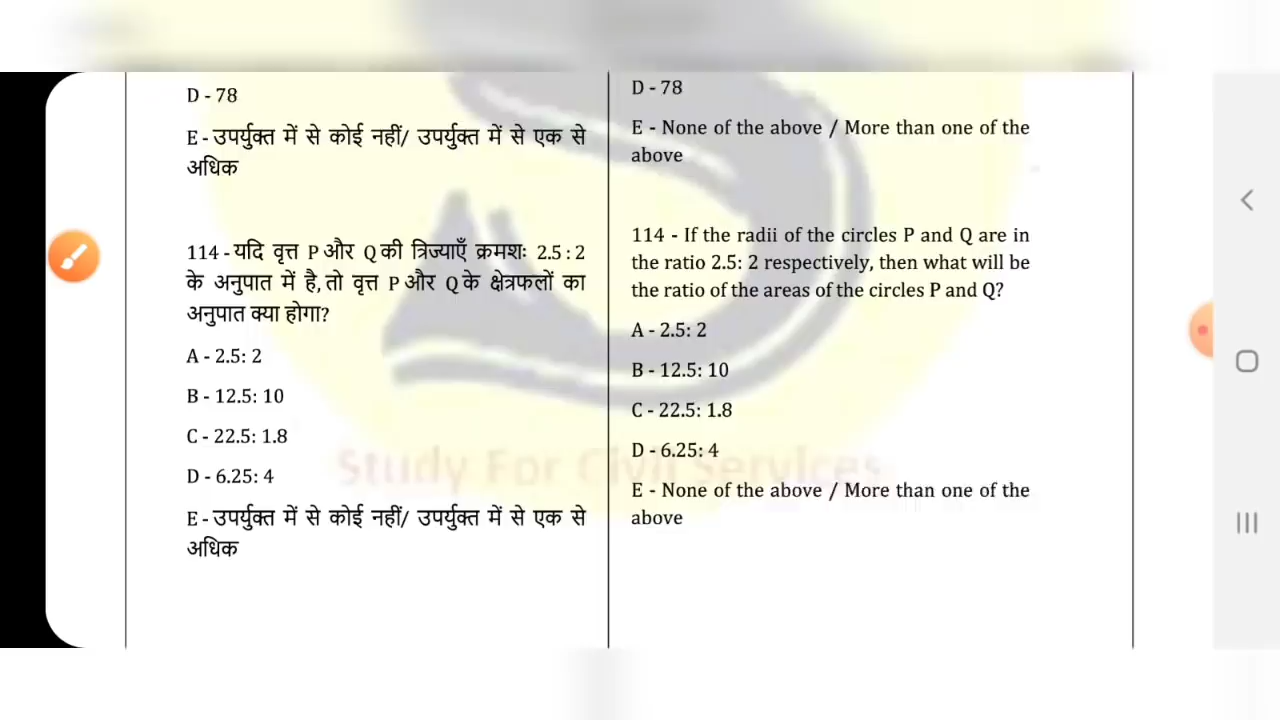 D - 78
E - उपर्युक्त में से कोई नहीं/ उपर्युक्त में से एक से
अधिक
114 - यदि वृत्त P और Q की त्रिज्याएँ क्रमशः 2.5 : 2
के अनुपात में है, तो वृत्त P और Q के क्षेत्रफलों का
अनुपात क्या होगा?
A - 2.5: 2
B - 12.5: 10
C - 22.5: 1.8
D - 6.25: 4
E - उपर्युक्त में से कोई नहीं/ उपर्युक्त में से एक से
अधिक
D - 78
E - None of the above / More than one of the
above
114 - If the radii of the circles P and Q are in
the ratio 2.5: 2 respectively, then what will be
the ratio of the areas of the circles P and Q?
A - 2.5: 2
B - 12.5: 10
C - 22.5: 1.8
D - 6.25: 4
E - None of the above / More than one of the
above
Study For Civil Services